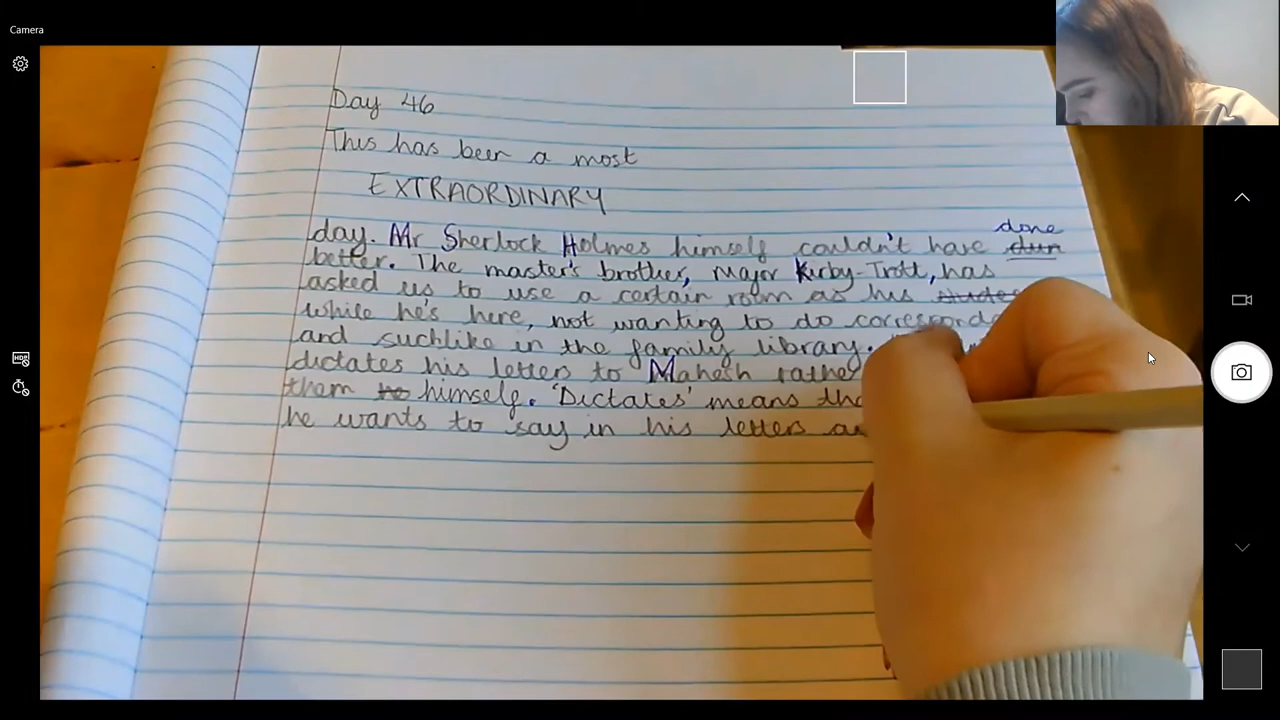 Camera
Day 46
This has been a most
EXTRAORDINARY
done
day. Mr Sherlock Holmes himself couldn't have dun
better. The master's brother, Major Kirby-Trott, has
asked us to use a certain room as his
while he's here, not wanting to do
and suchlike in the family library.
dictates his letters to Mahesh
them to himself. 'Dictates' means
he wants to say in his letters
HDR